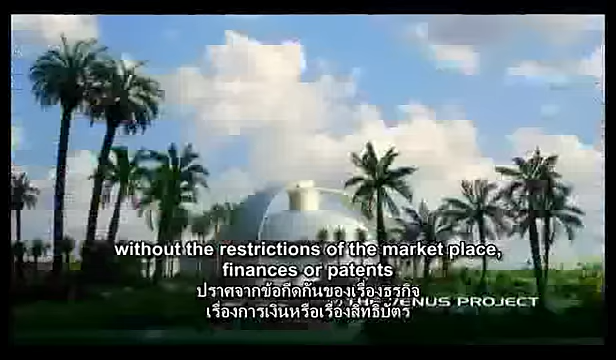 without the restrictions of the market place,
finances or patents
ปราศจากข้อกีดกันของเรื่องธุรกิจ
เรื่องการเงินหรือเรื่องสิทธิบัตร
THE VENUS PROJECT